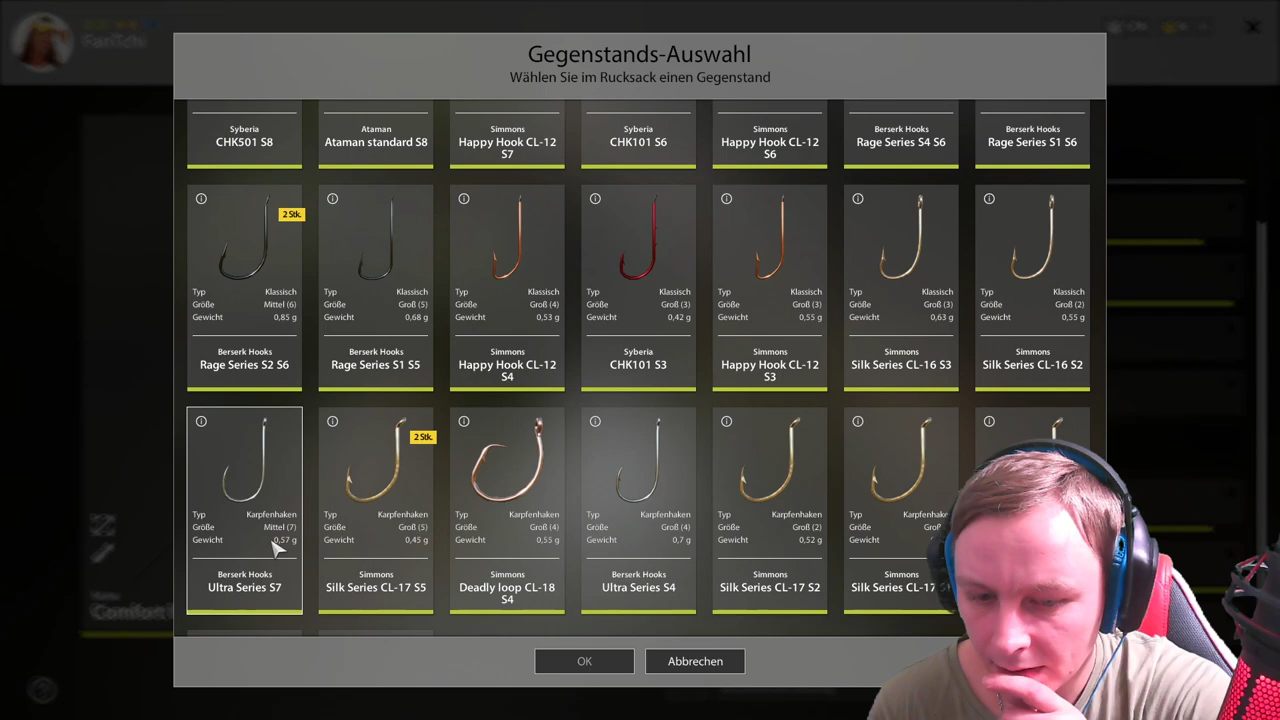 Gegenstands-Auswahl
Wählen Sie im Rucksack einen Gegenstand
Syberia
CHK501 S8
Ataman
Ataman standard S8
Simmons
Happy Hook CL-12
S7
Syberia
CHK101 S6
Simmons
Happy Hook CL-12
S6
Berserk Hooks
Rage Series S4 S6
Berserk Hooks
Rage Series S1 S6
2 Stk.
Typ Klassisch
Größe Mittel (6)
Gewicht 0,85 g
Berserk Hooks
Rage Series S2 S6
Typ Klassisch
Größe Groß (5)
Gewicht 0,68 g
Berserk Hooks
Rage Series S1 S5
Typ Klassisch
Größe Groß (4)
Gewicht 0,53 g
Simmons
Happy Hook CL-12
S4
Typ Klassisch
Größe Groß (3)
Gewicht 0,42 g
Syberia
CHK101 S3
Typ Klassisch
Größe Groß (3)
Gewicht 0,55 g
Simmons
Happy Hook CL-12
S3
Typ Klassisch
Größe Groß (3)
Gewicht 0,63 g
Simmons
Silk Series CL-16 S3
Typ Klassisch
Größe Groß (2)
Gewicht 0,55 g
Simmons
Silk Series CL-16 S2
Typ Karpfenhaken
Größe Mittel (7)
Gewicht 0,57 g
Berserk Hooks
Ultra Series S7
2 Stk.
Typ Karpfenhaken
Größe Groß (5)
Gewicht 0,45 g
Simmons
Silk Series CL-17 S5
Typ Karpfenhaken
Größe Groß (4)
Gewicht 0,55 g
Simmons
Deadly loop CL-18
S4
Typ Karpfenhaken
Größe Groß (4)
Gewicht 0,7 g
Berserk Hooks
Ultra Series S4
Typ Karpfenhaken
Größe Groß (2)
Gewicht 0,52 g
Simmons
Silk Series CL-17 S2
Typ Karpfenhaken
Größe Groß
Gewicht
Simmons
Silk Series CL-17
OK
Abbrechen